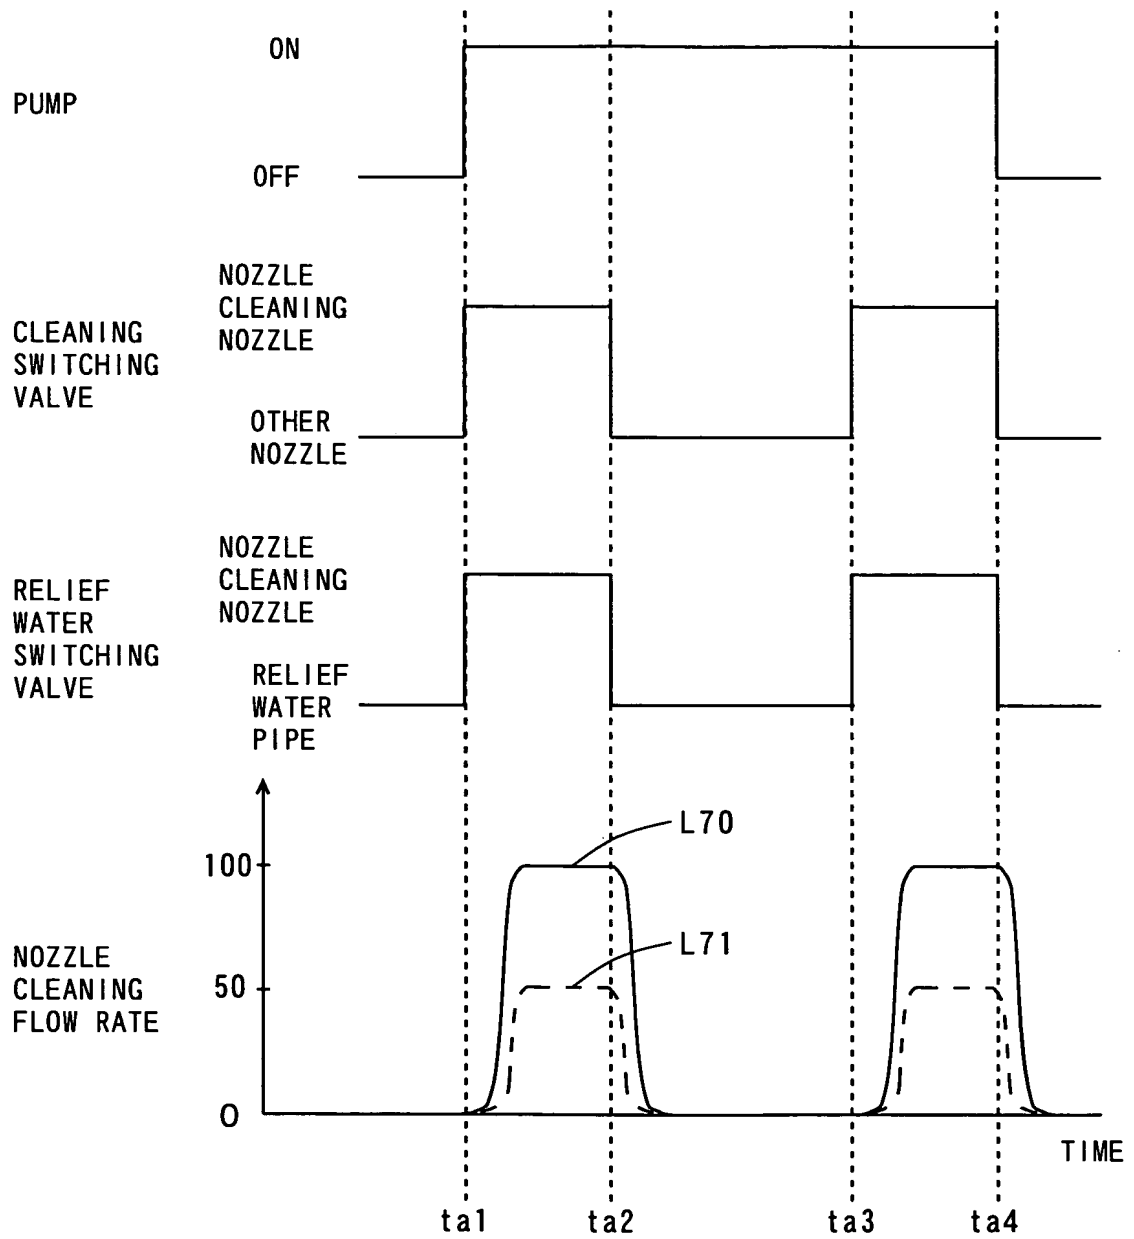 ON
PUMP
OFF
NOZZLE
CLEANING
NOZZLE
CLEANING
SWITCHING
VALVE
OTHER
NOZZLE
NOZZLE
CLEANING
NOZZLE
RELIEF
WATER
SWITCHING
VALVE
RELIEF
WATER
PIPE
L70
100
L71
NOZZLE
CLEANING
FLOW RATE
50
0
TIME
ta1 ta2 ta3 ta4